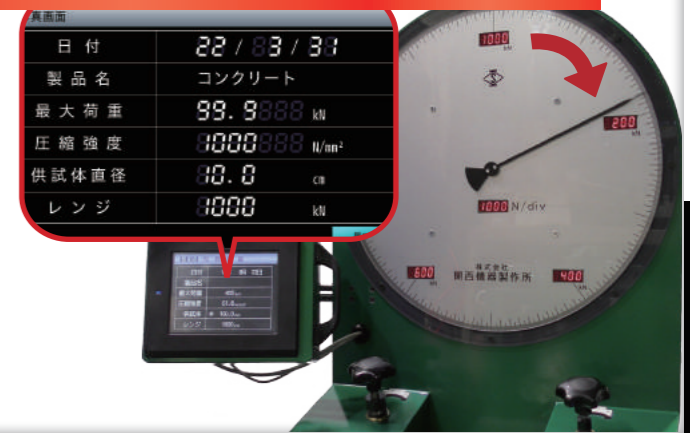 真画面
日付 22 / 3 / 31
製品名 コンクリート
最大荷重 99.9 kN
圧縮強度 1000 N/mm²
供試体直径 10.0 cm
レンジ 1000 kN
1000
kN
200
kN
1000 N/div
600
kN
株式会社
関西機器製作所
400
kN
日付
製品名
最大荷重
圧縮強度
供試体
レンジ